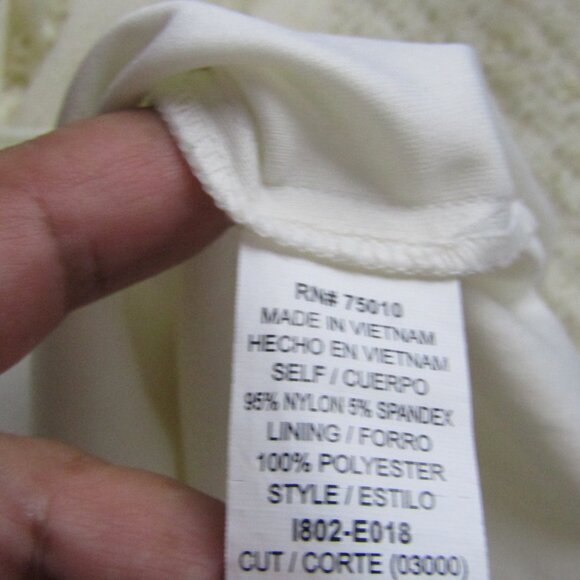 RN# 75010
MADE IN VIETNAM
HECHO EN VIETNAM
SELF / CUERPO
95% NYLON 5% SPANDEX
LINING / FORRO
100% POLYESTER
STYLE / ESTILO
I802-E018
CUT / CORTE (03000)